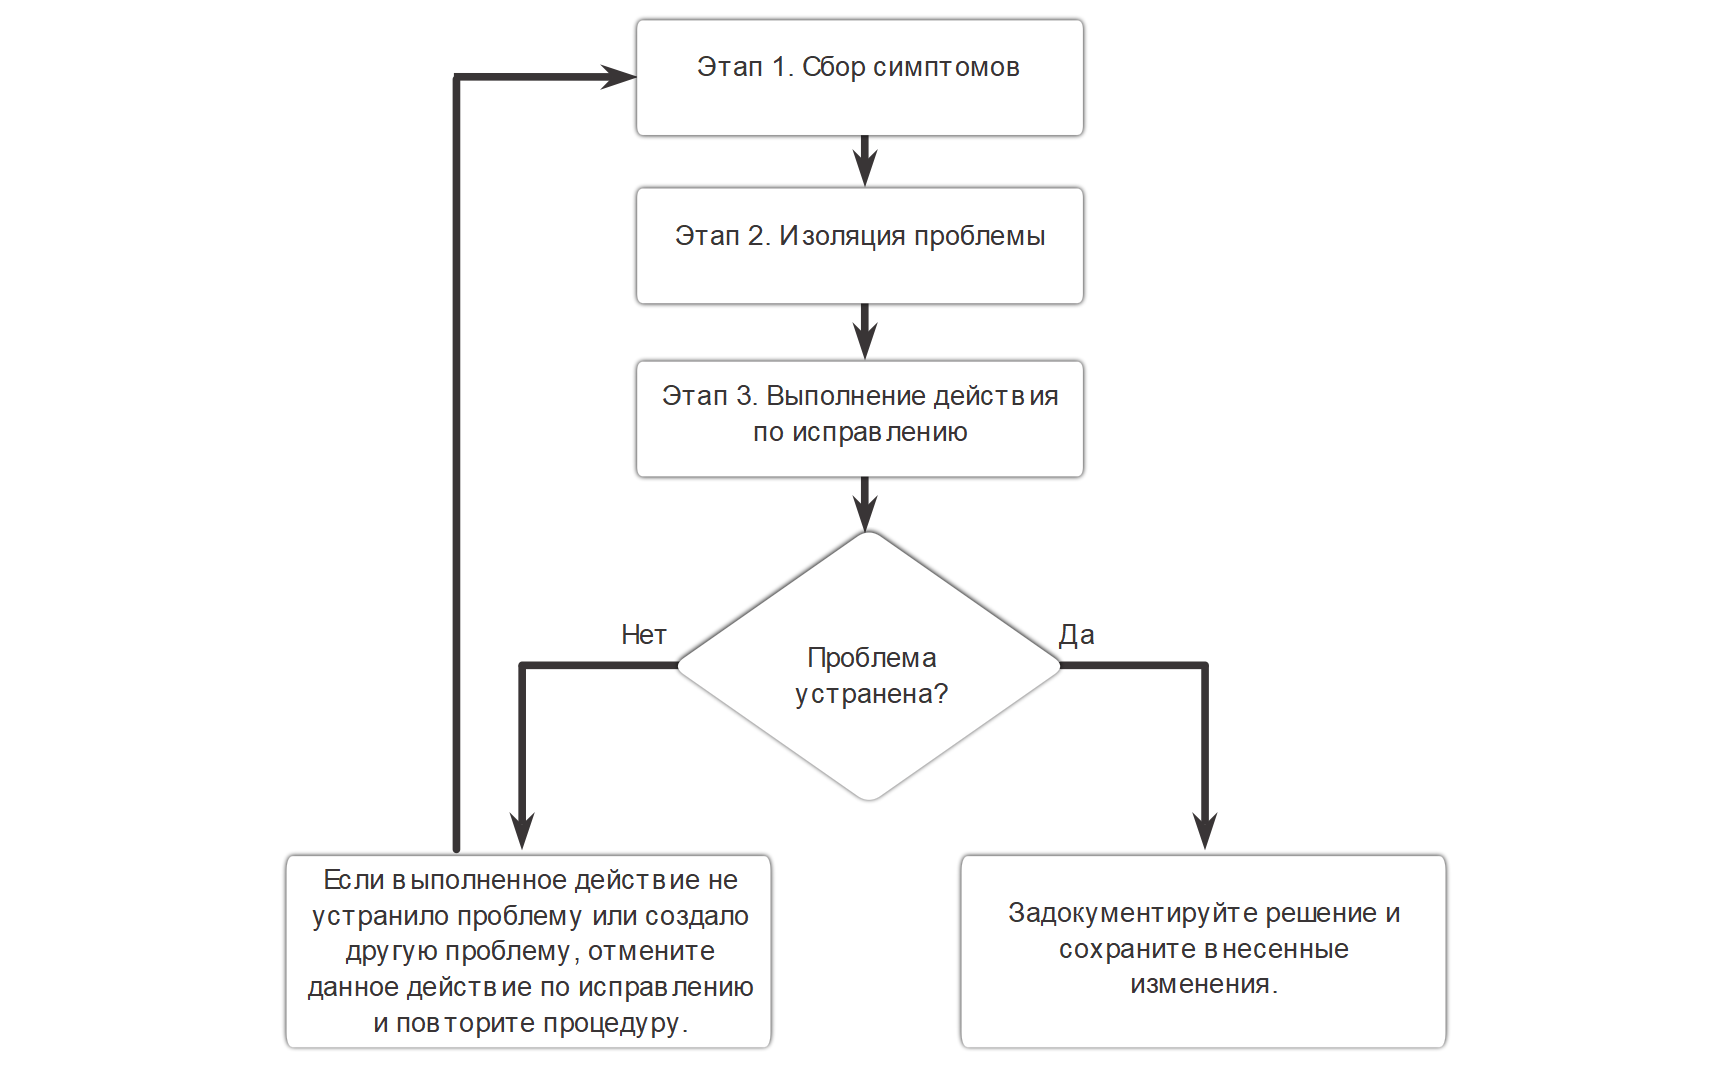 Этап 1. Сбор симптомов
Этап 2. Изоляция проблемы
Этап 3. Выполнение действия
по исправлению
Нет
Да
Проблема
устранена?
Если выполненное действие не
устранило проблему или создало
другую проблему, отмените
данное действие по исправлению
и повторите процедуру.
Задокументируйте решение и
сохраните внесенные
изменения.